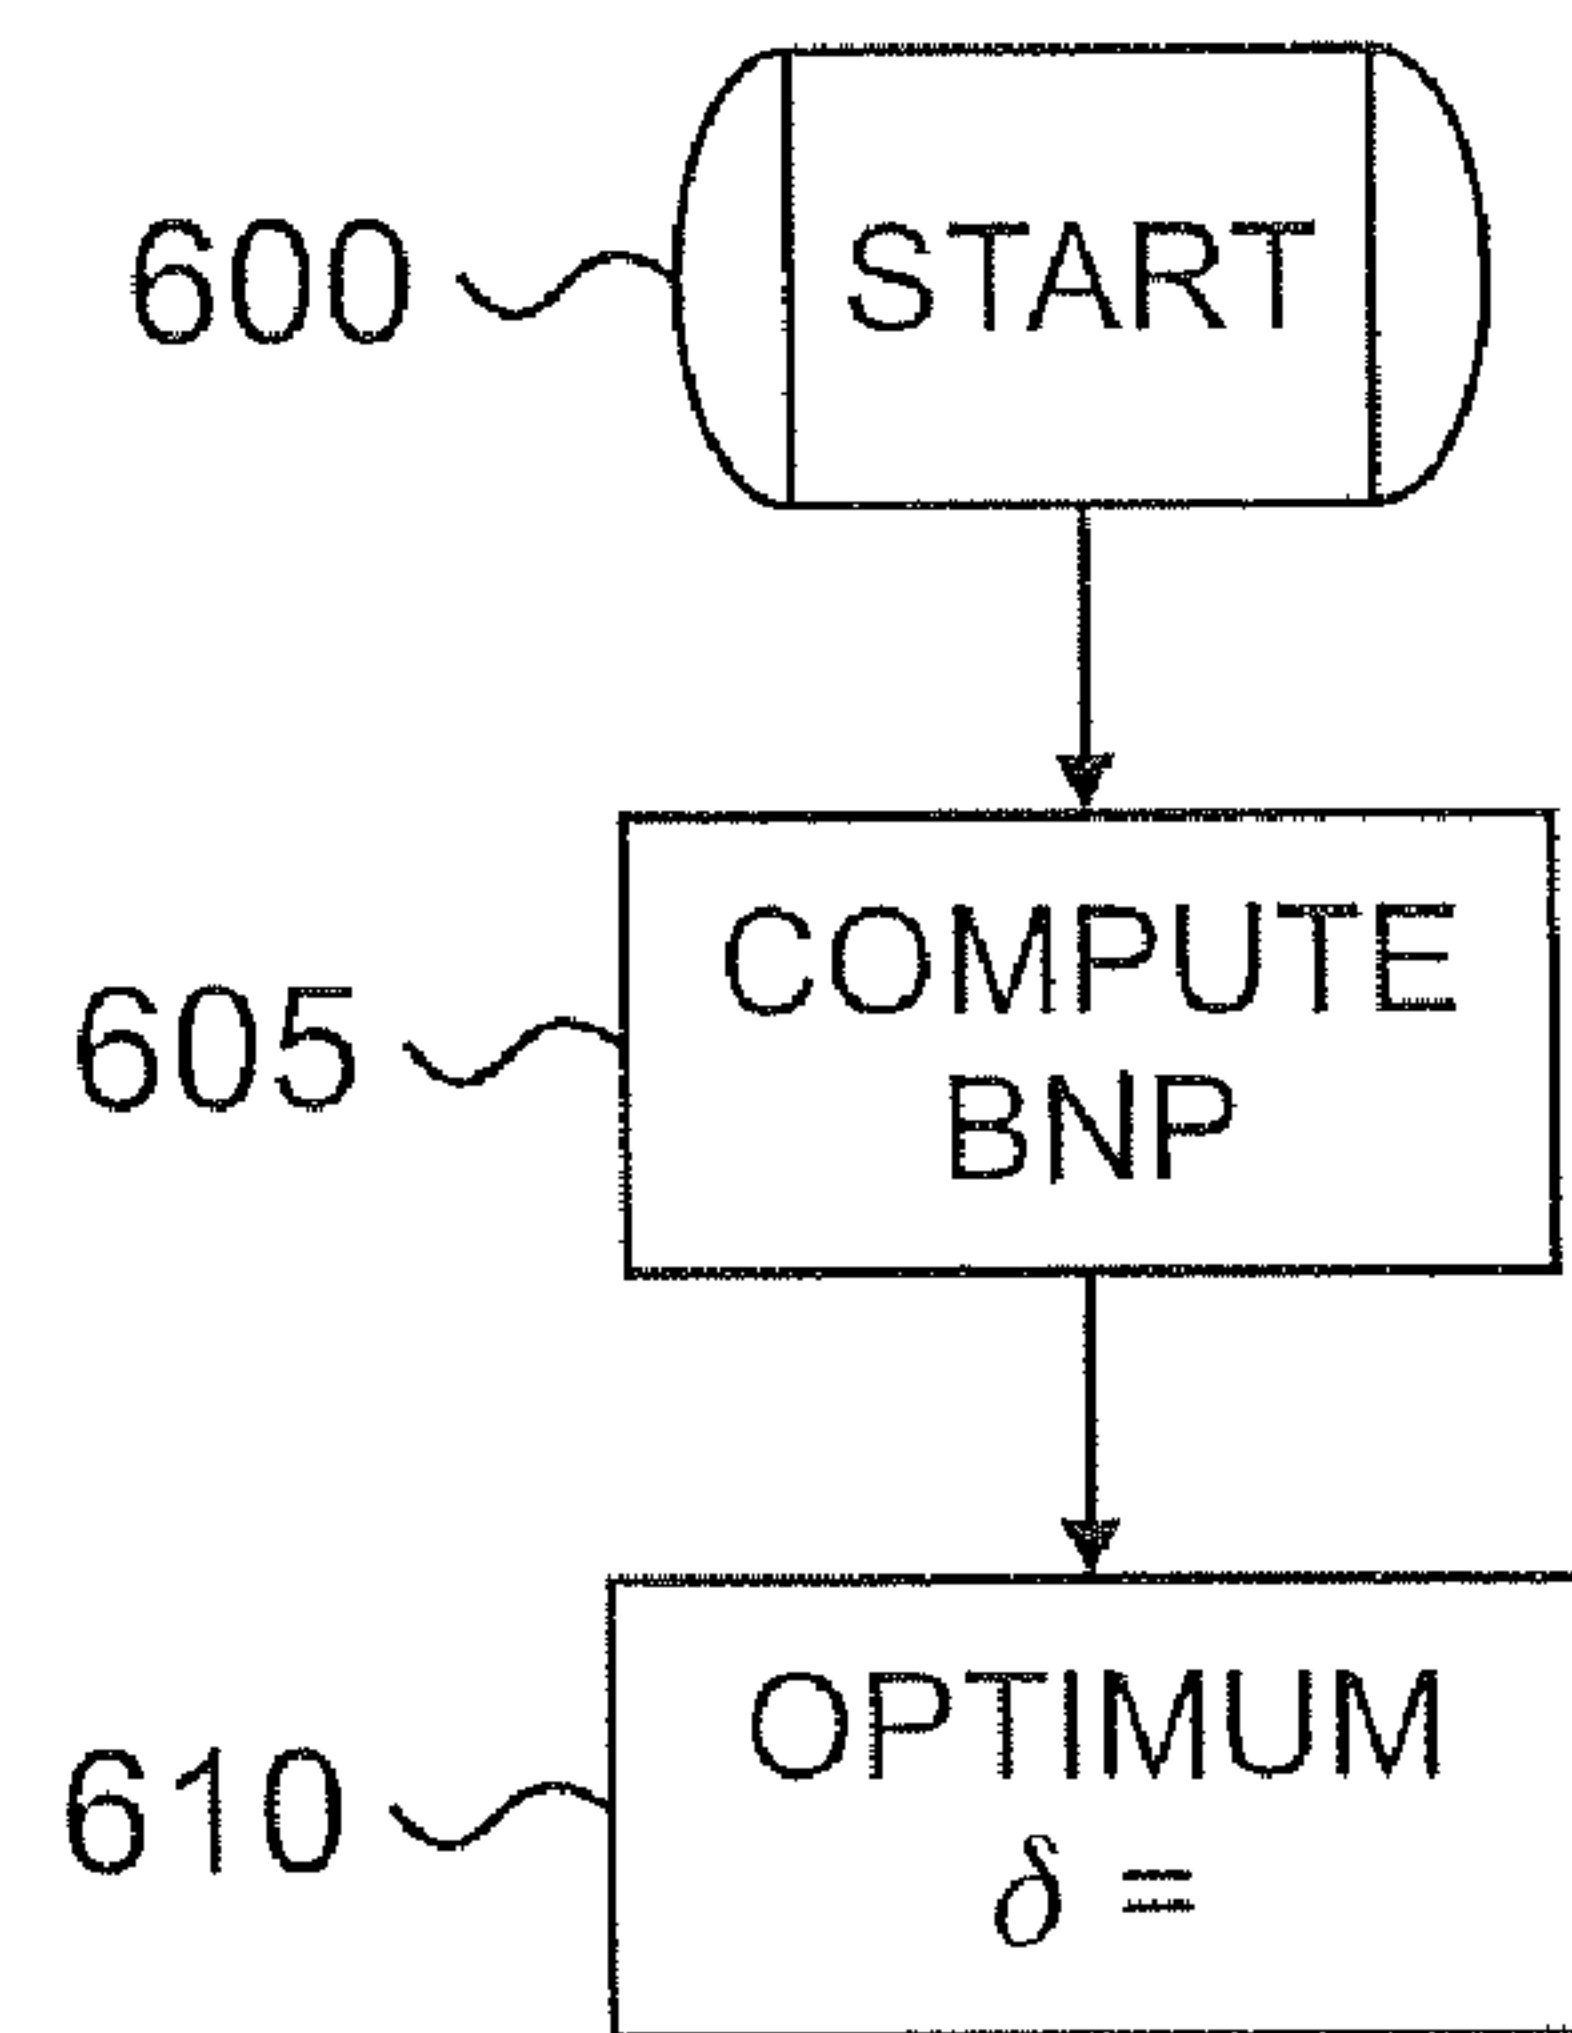 600
START
605
COMPUTE
BNP
610
OPTIMUM
δ =